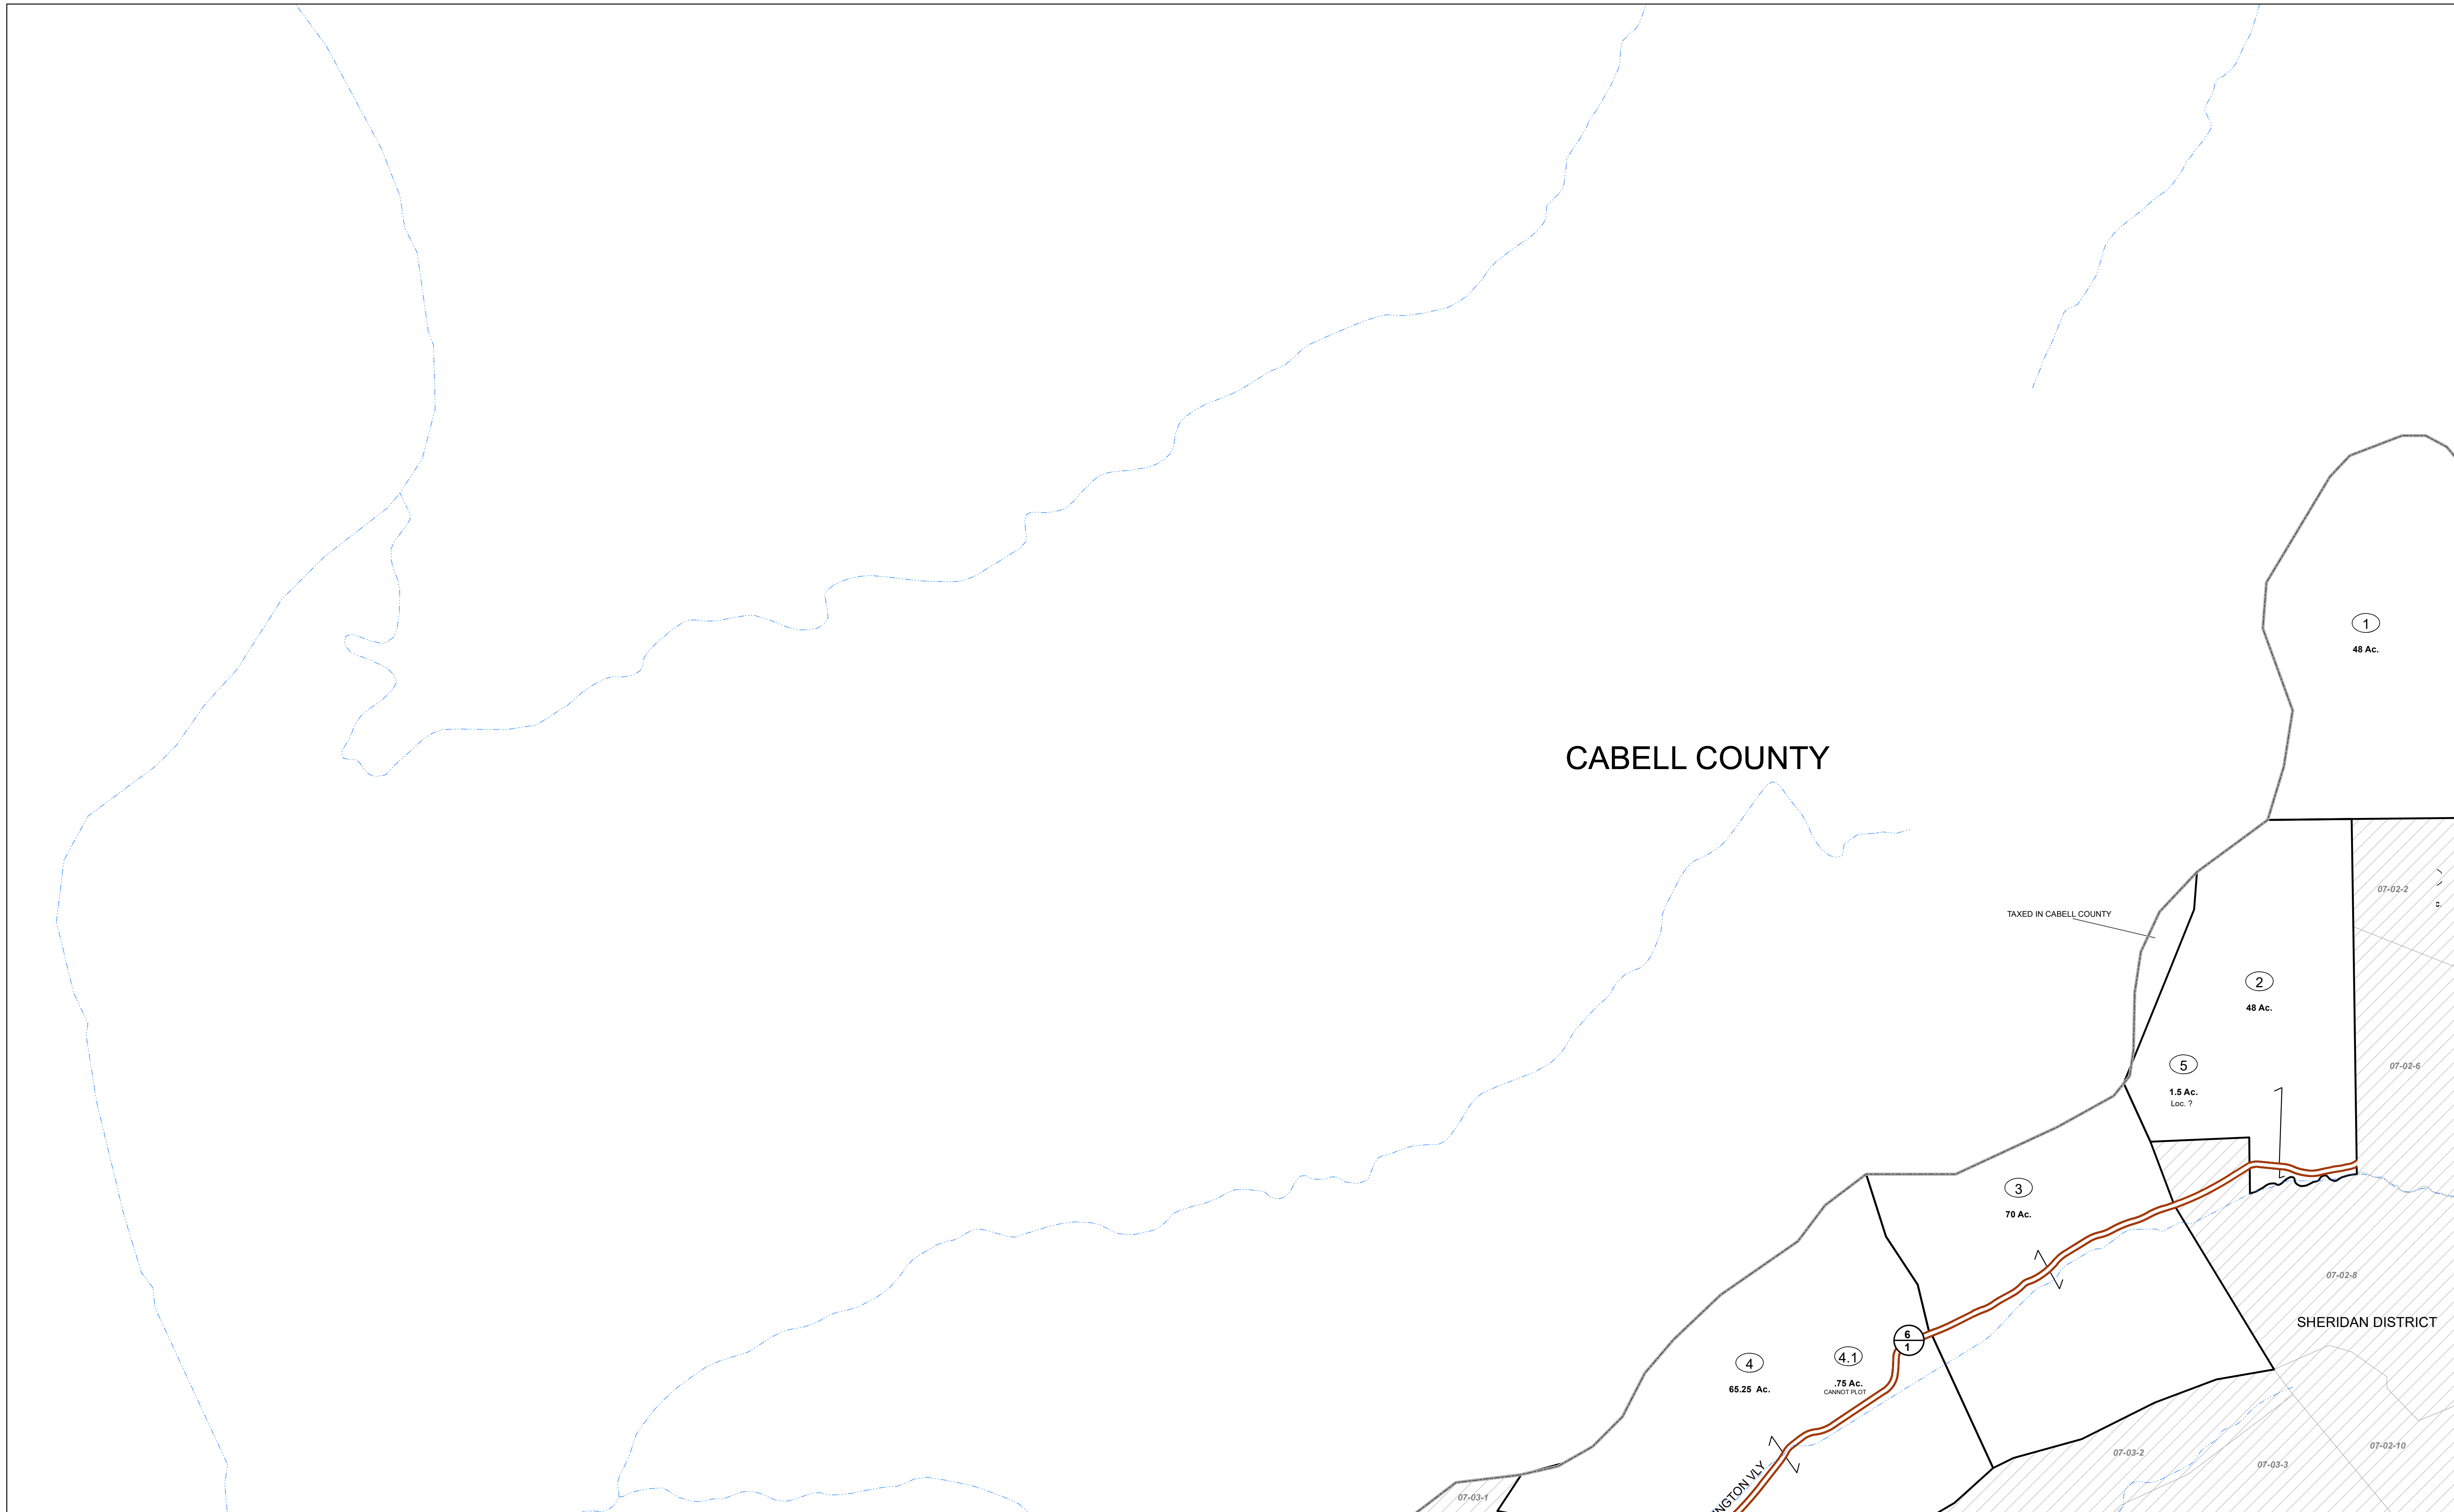 1
48 Ac.
CABELL COUNTY
07-02-2
TAXED IN CABELL COUNTY
2
48 Ac.
5
1.5 Ac.
Loc. ?
07-02-6
3
70 Ac.
07-02-8
SHERIDAN DISTRICT
6
1
4
65.25 Ac.
4.1
.75 Ac.
CANNOT PLOT
07-02-10
07-03-2
07-03-3
07-03-1
VLY